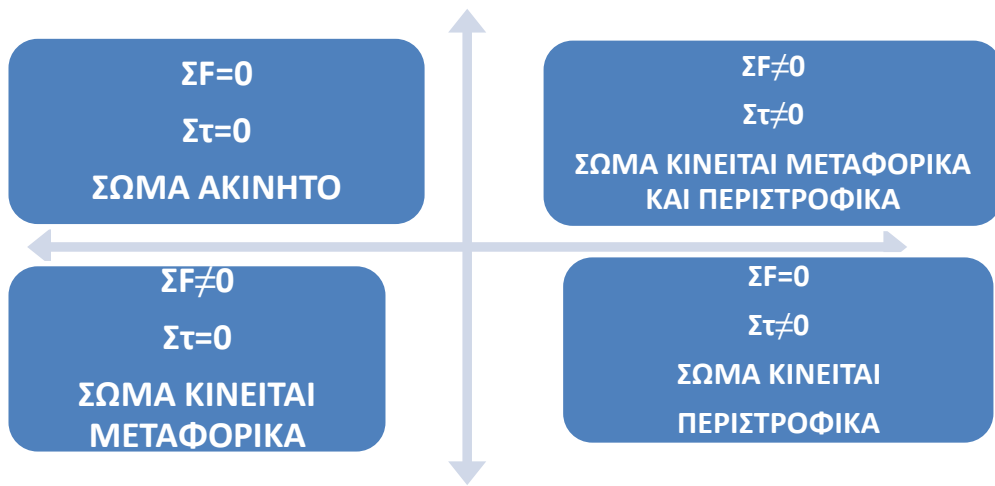 ΣF=0
Στ=0
ΣΩΜΑ ΑΚΙΝΗΤΟ
ΣF≠0
Στ≠0
ΣΩΜΑ ΚΙΝΕΙΤΑΙ ΜΕΤΑΦΟΡΙΚΑ
ΚΑΙ ΠΕΡΙΣΤΡΟΦΙΚΑ
ΣF≠0
Στ=0
ΣΩΜΑ ΚΙΝΕΙΤΑΙ
ΜΕΤΑΦΟΡΙΚΑ
ΣF=0
Στ≠0
ΣΩΜΑ ΚΙΝΕΙΤΑΙ
ΠΕΡΙΣΤΡΟΦΙΚΑ